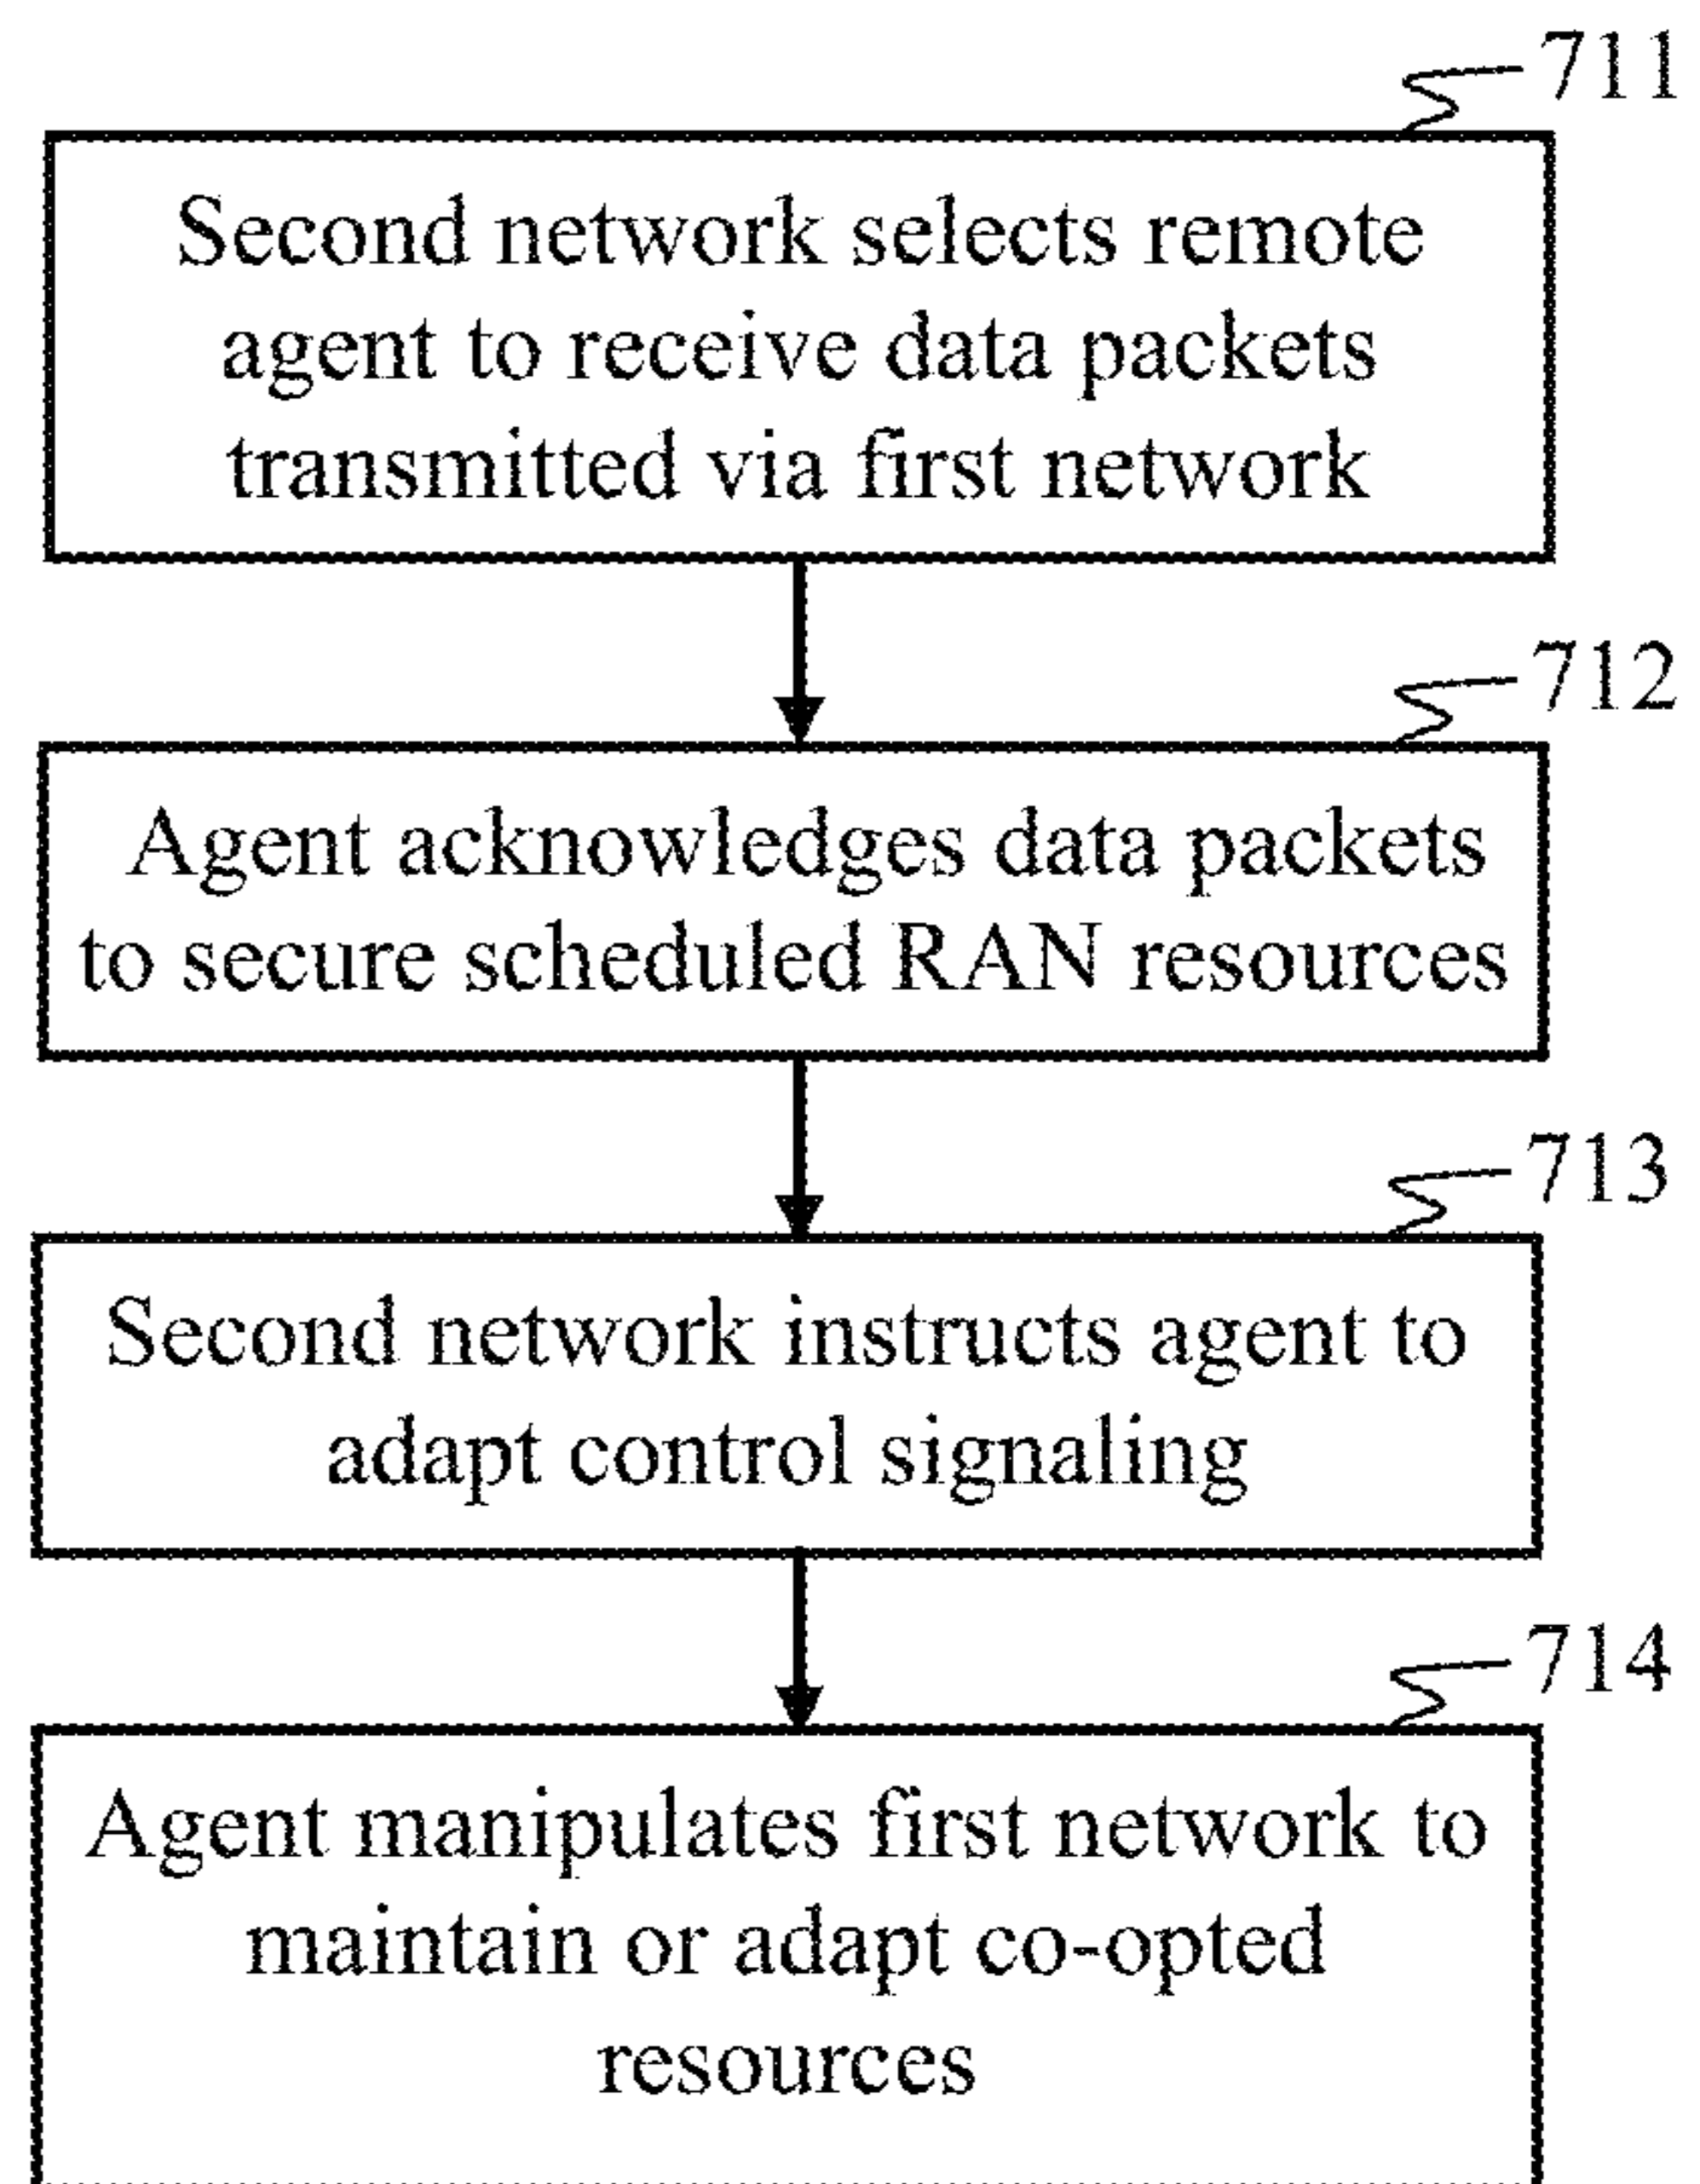 711
Second network selects remote
agent to receive data packets
transmitted via first network
712
Agent acknowledges data packets
to secure scheduled RAN resources
713
Second network instructs agent to
adapt control signaling
714
Agent manipulates first network to
maintain or adapt co-opted
resources